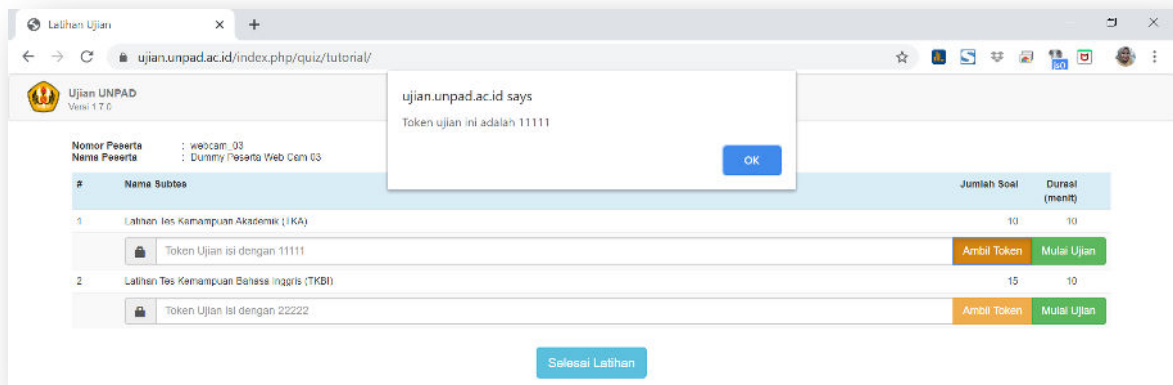 Latihan Ujian
ujian.unpad.ac.id/index.php/quiz/tutorial/
Ujian UNPAD
Versi 1.7.0
ujian.unpad.ac.id says
Token ujian ini adalah 11111
OK
Nomor Peserta : webcam_03
Nama Peserta : Dummy Peserta Web Cam 03
# Nama Subtes Jumlah Soal Durasi (menit)
1 Latihan Tes Kemampuan Akademik (TKA) 10 10
Token Ujian isi dengan 11111 Ambil Token Mulai Ujian
2 Latihan Tes Kemampuan Bahasa Inggris (TKBI) 15 10
Token Ujian isi dengan 22222 Ambil Token Mulai Ujian
Selesai Latihan